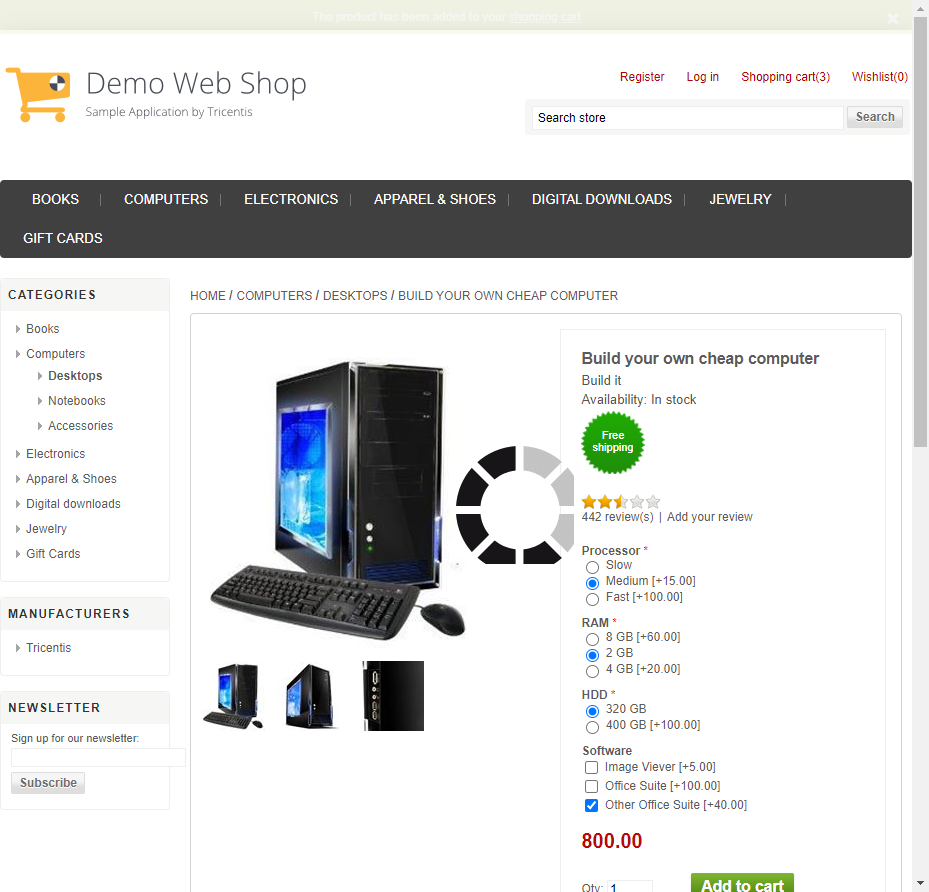 The product has been added to your shopping cart
Demo Web Shop
Sample Application by Tricentis
Register Log in Shopping cart(3) Wishlist(0)
Search store Search
BOOKS COMPUTERS ELECTRONICS APPAREL & SHOES DIGITAL DOWNLOADS JEWELRY
GIFT CARDS
CATEGORIES
Books
Computers
Desktops
Notebooks
Accessories
Electronics
Apparel & Shoes
Digital downloads
Jewelry
Gift Cards
MANUFACTURERS
Tricentis
NEWSLETTER
Sign up for our newsletter:
Subscribe
HOME / COMPUTERS / DESKTOPS / BUILD YOUR OWN CHEAP COMPUTER
Build your own cheap computer
Build it
Availability: In stock
Free
shipping
442 review(s) | Add your review
Processor *
Slow
Medium [+15.00]
Fast [+100.00]
RAM *
8 GB [+60.00]
2 GB
4 GB [+20.00]
HDD *
320 GB
400 GB [+100.00]
Software
Image Viever [+5.00]
Office Suite [+100.00]
Other Office Suite [+40.00]
800.00
Qty: 1 Add to cart